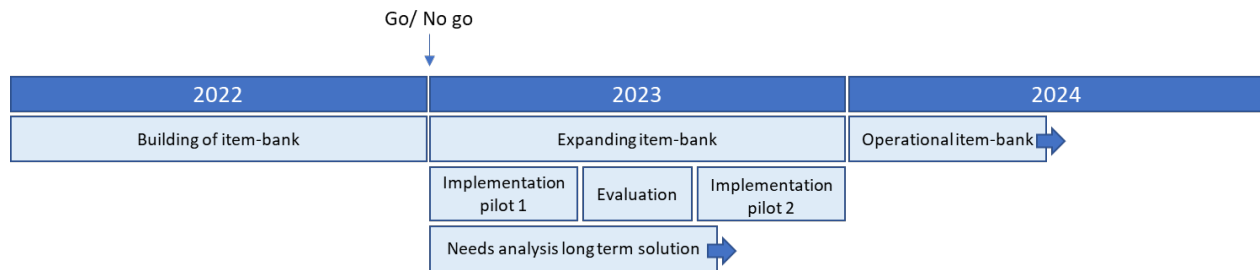 Go/ No go
2022
2023
2024
Building of item-bank
Expanding item-bank
Operational item-bank
Implementation
pilot 1
Evaluation
Implementation
pilot 2
Needs analysis long term solution